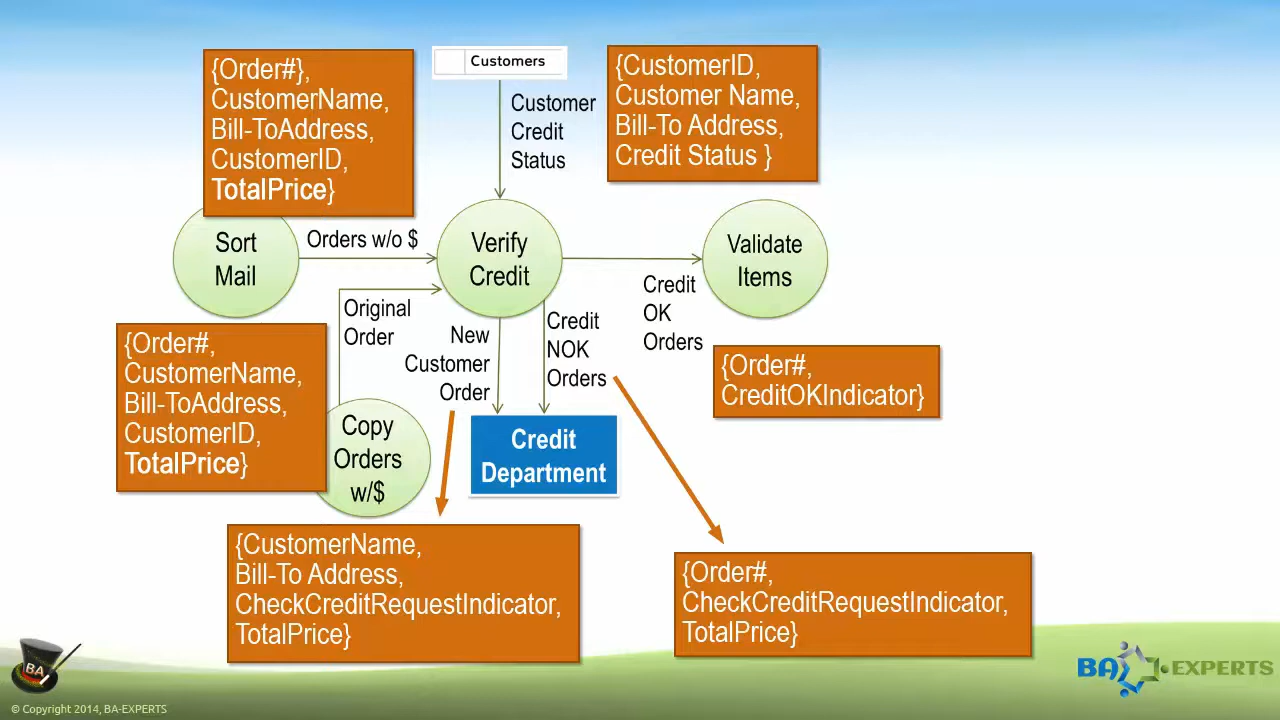 {Order#},
CustomerName,
Bill-ToAddress,
CustomerID,
TotalPrice}
Customers
Customer
Credit
Status
{CustomerID,
Customer Name,
Bill-To Address,
Credit Status }
Sort
Mail
Orders w/o $
Verify
Credit
Validate
Items
Original
Order
New
Customer
Order
Credit
NOK
Orders
Credit
OK
Orders
{Order#,
CustomerName,
Bill-ToAddress,
CustomerID,
TotalPrice}
{Order#,
CreditOKIndicator}
Copy
Orders
w/$
Credit
Department
{CustomerName,
Bill-To Address,
CheckCreditRequestIndicator,
TotalPrice}
{Order#,
CheckCreditRequestIndicator,
TotalPrice}
BA
BA EXPERTS
© Copyright 2014, BA-EXPERTS